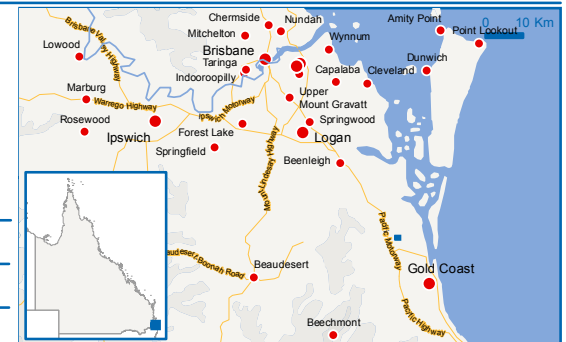 Chermside
Nundah
Amity Point
0 10 Km
Point Lookout
Brisbane Valley Highway
Mitchelton
Wynnum
Lowood
Brisbane
Taringa
Dunwich
Indooroopilly
Capalaba
Cleveland
Marburg
Warrego Highway
Upper
Mount Gravatt
Ipswich Motorway
Rosewood
Ipswich
Forest Lake
Springwood
Logan
Springfield
Mount Lindesay Highway
Beenleigh
Pacific Motorway
audesert Boonah Road
Beaudesert
Gold Coast
Pacific Highway
Beechmont